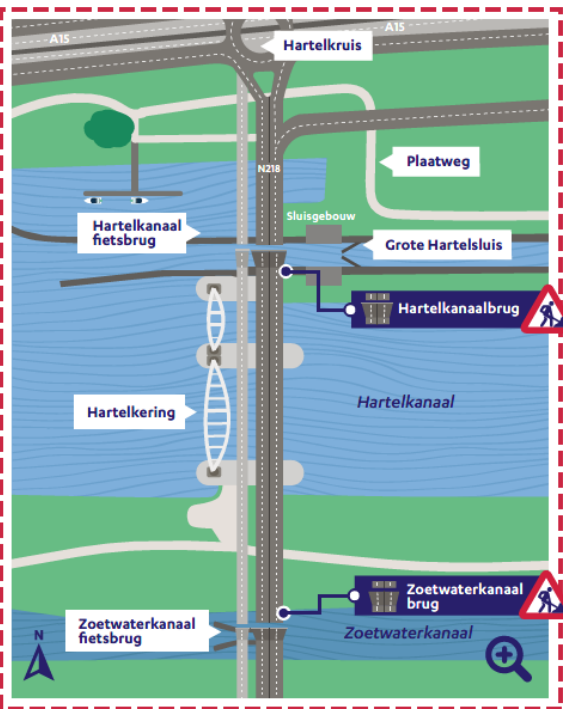 A15
A15
Hartelkruis
Plaatweg
N218
Sluisgebouw
Hartelkanaal
fietsbrug
Grote Hartelsluis
Hartelkanaalbrug
Hartelkanaal
Hartelkering
Zoetwaterkanaal
brug
Zoetwaterkanaal
fietsbrug
Zoetwaterkanaal
N